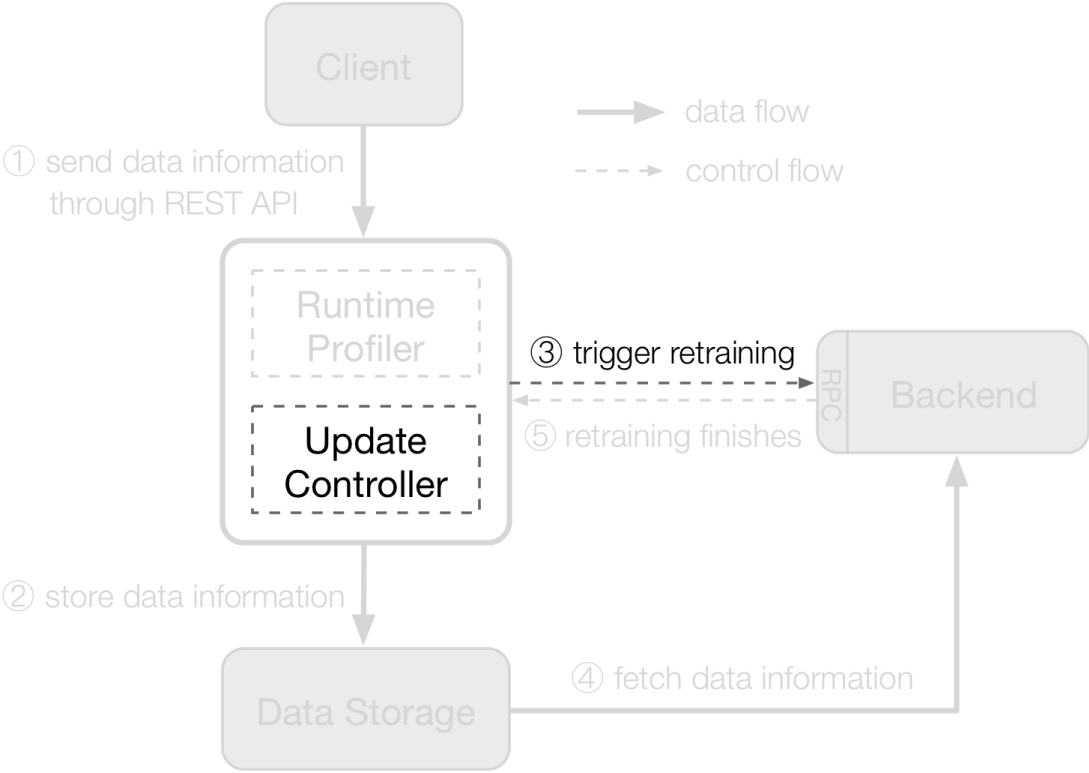 Client
data flow
control flow
① send data information
through REST API
Runtime
Profiler
③ trigger retraining
RPC
Backend
⑤ retraining finishes
Update
Controller
② store data information
④ fetch data information
Data Storage